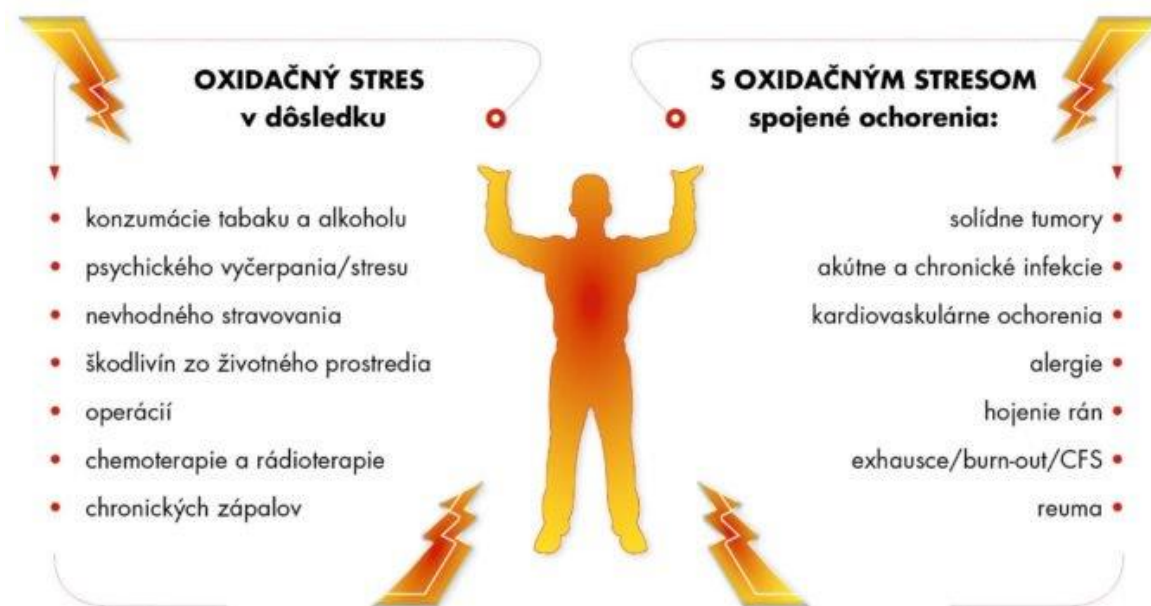 OXIDAČNÝ STRES
v dôsledku
konzumácie tabaku a alkoholu
psychického vyčerpania/stresu
nevhodného stravovania
škodlivín zo životného prostredia
operácií
chemoterapie a rádioterapie
chronických zápalov
S OXIDAČNÝM STRESOM
spojené ochorenia:
solídne tumory
akútne a chronické infekcie
kardiovaskulárne ochorenia
alergie
hojenie rán
exhausce/burn-out/CFS
reuma